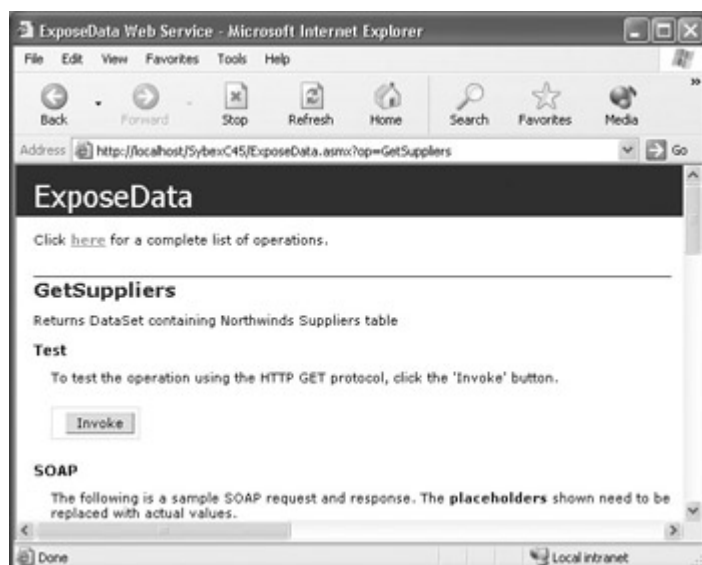 ExposeData Web Service - Microsoft Internet Explorer
File Edit View Favorites Tools Help
Back Forward Stop Refresh Home Search Favorites Media »
Address http://localhost/SybexC45/ExposeData.asmx?op=GetSuppliers Go
ExposeData
Click here for a complete list of operations.
GetSuppliers
Returns DataSet containing Northwinds Suppliers table
Test
To test the operation using the HTTP GET protocol, click the 'Invoke' button.
Invoke
SOAP
The following is a sample SOAP request and response. The placeholders shown need to be
replaced with actual values.
Done Local intranet